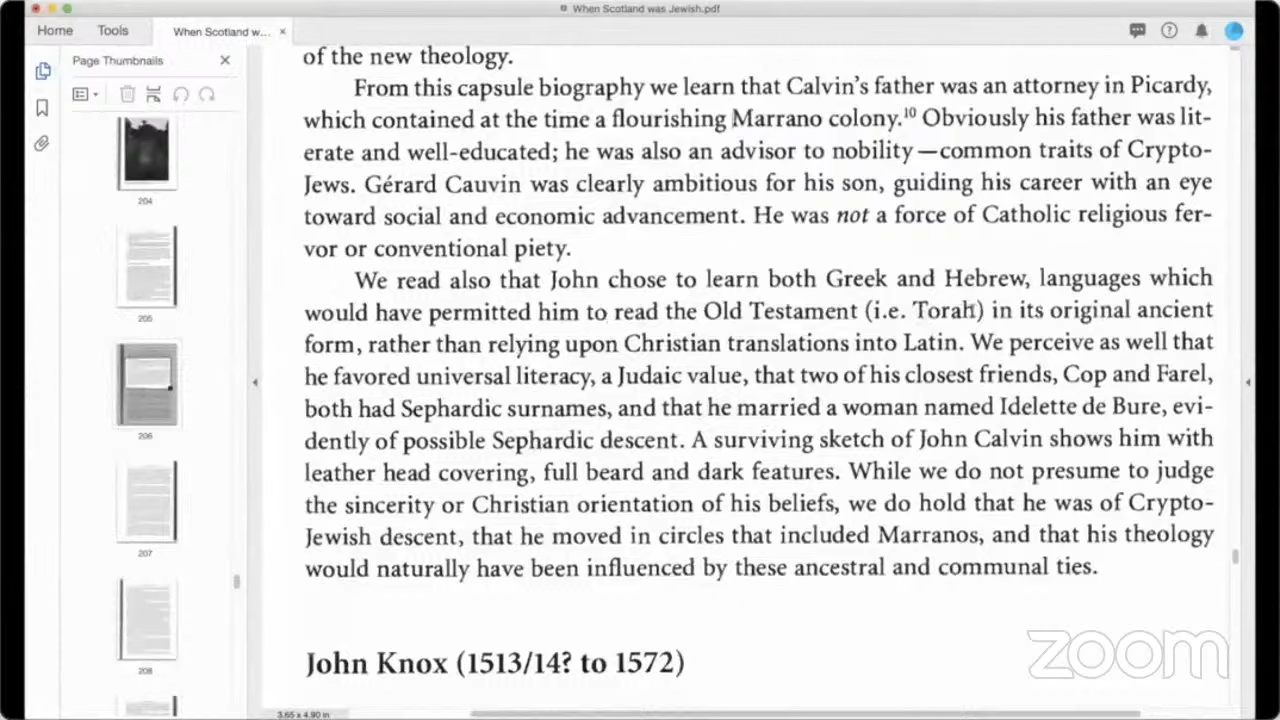 When Scotland was Jewish.pdf
Home Tools When Scotland w... ×
Page Thumbnails ×
204
205
206
207
208
of the new theology.
From this capsule biography we learn that Calvin's father was an attorney in Picardy,
which contained at the time a flourishing Marrano colony.¹⁰ Obviously his father was lit-
erate and well-educated; he was also an advisor to nobility—common traits of Crypto-
Jews. Gérard Cauvin was clearly ambitious for his son, guiding his career with an eye
toward social and economic advancement. He was not a force of Catholic religious fer-
vor or conventional piety.
We read also that John chose to learn both Greek and Hebrew, languages which
would have permitted him to read the Old Testament (i.e. Torah) in its original ancient
form, rather than relying upon Christian translations into Latin. We perceive as well that
he favored universal literacy, a Judaic value, that two of his closest friends, Cop and Farel,
both had Sephardic surnames, and that he married a woman named Idelette de Bure, evi-
dently of possible Sephardic descent. A surviving sketch of John Calvin shows him with
leather head covering, full beard and dark features. While we do not presume to judge
the sincerity or Christian orientation of his beliefs, we do hold that he was of Crypto-
Jewish descent, that he moved in circles that included Marranos, and that his theology
would naturally have been influenced by these ancestral and communal ties.
John Knox (1513/14? to 1572)
zoom
3.65 x 4.90 in